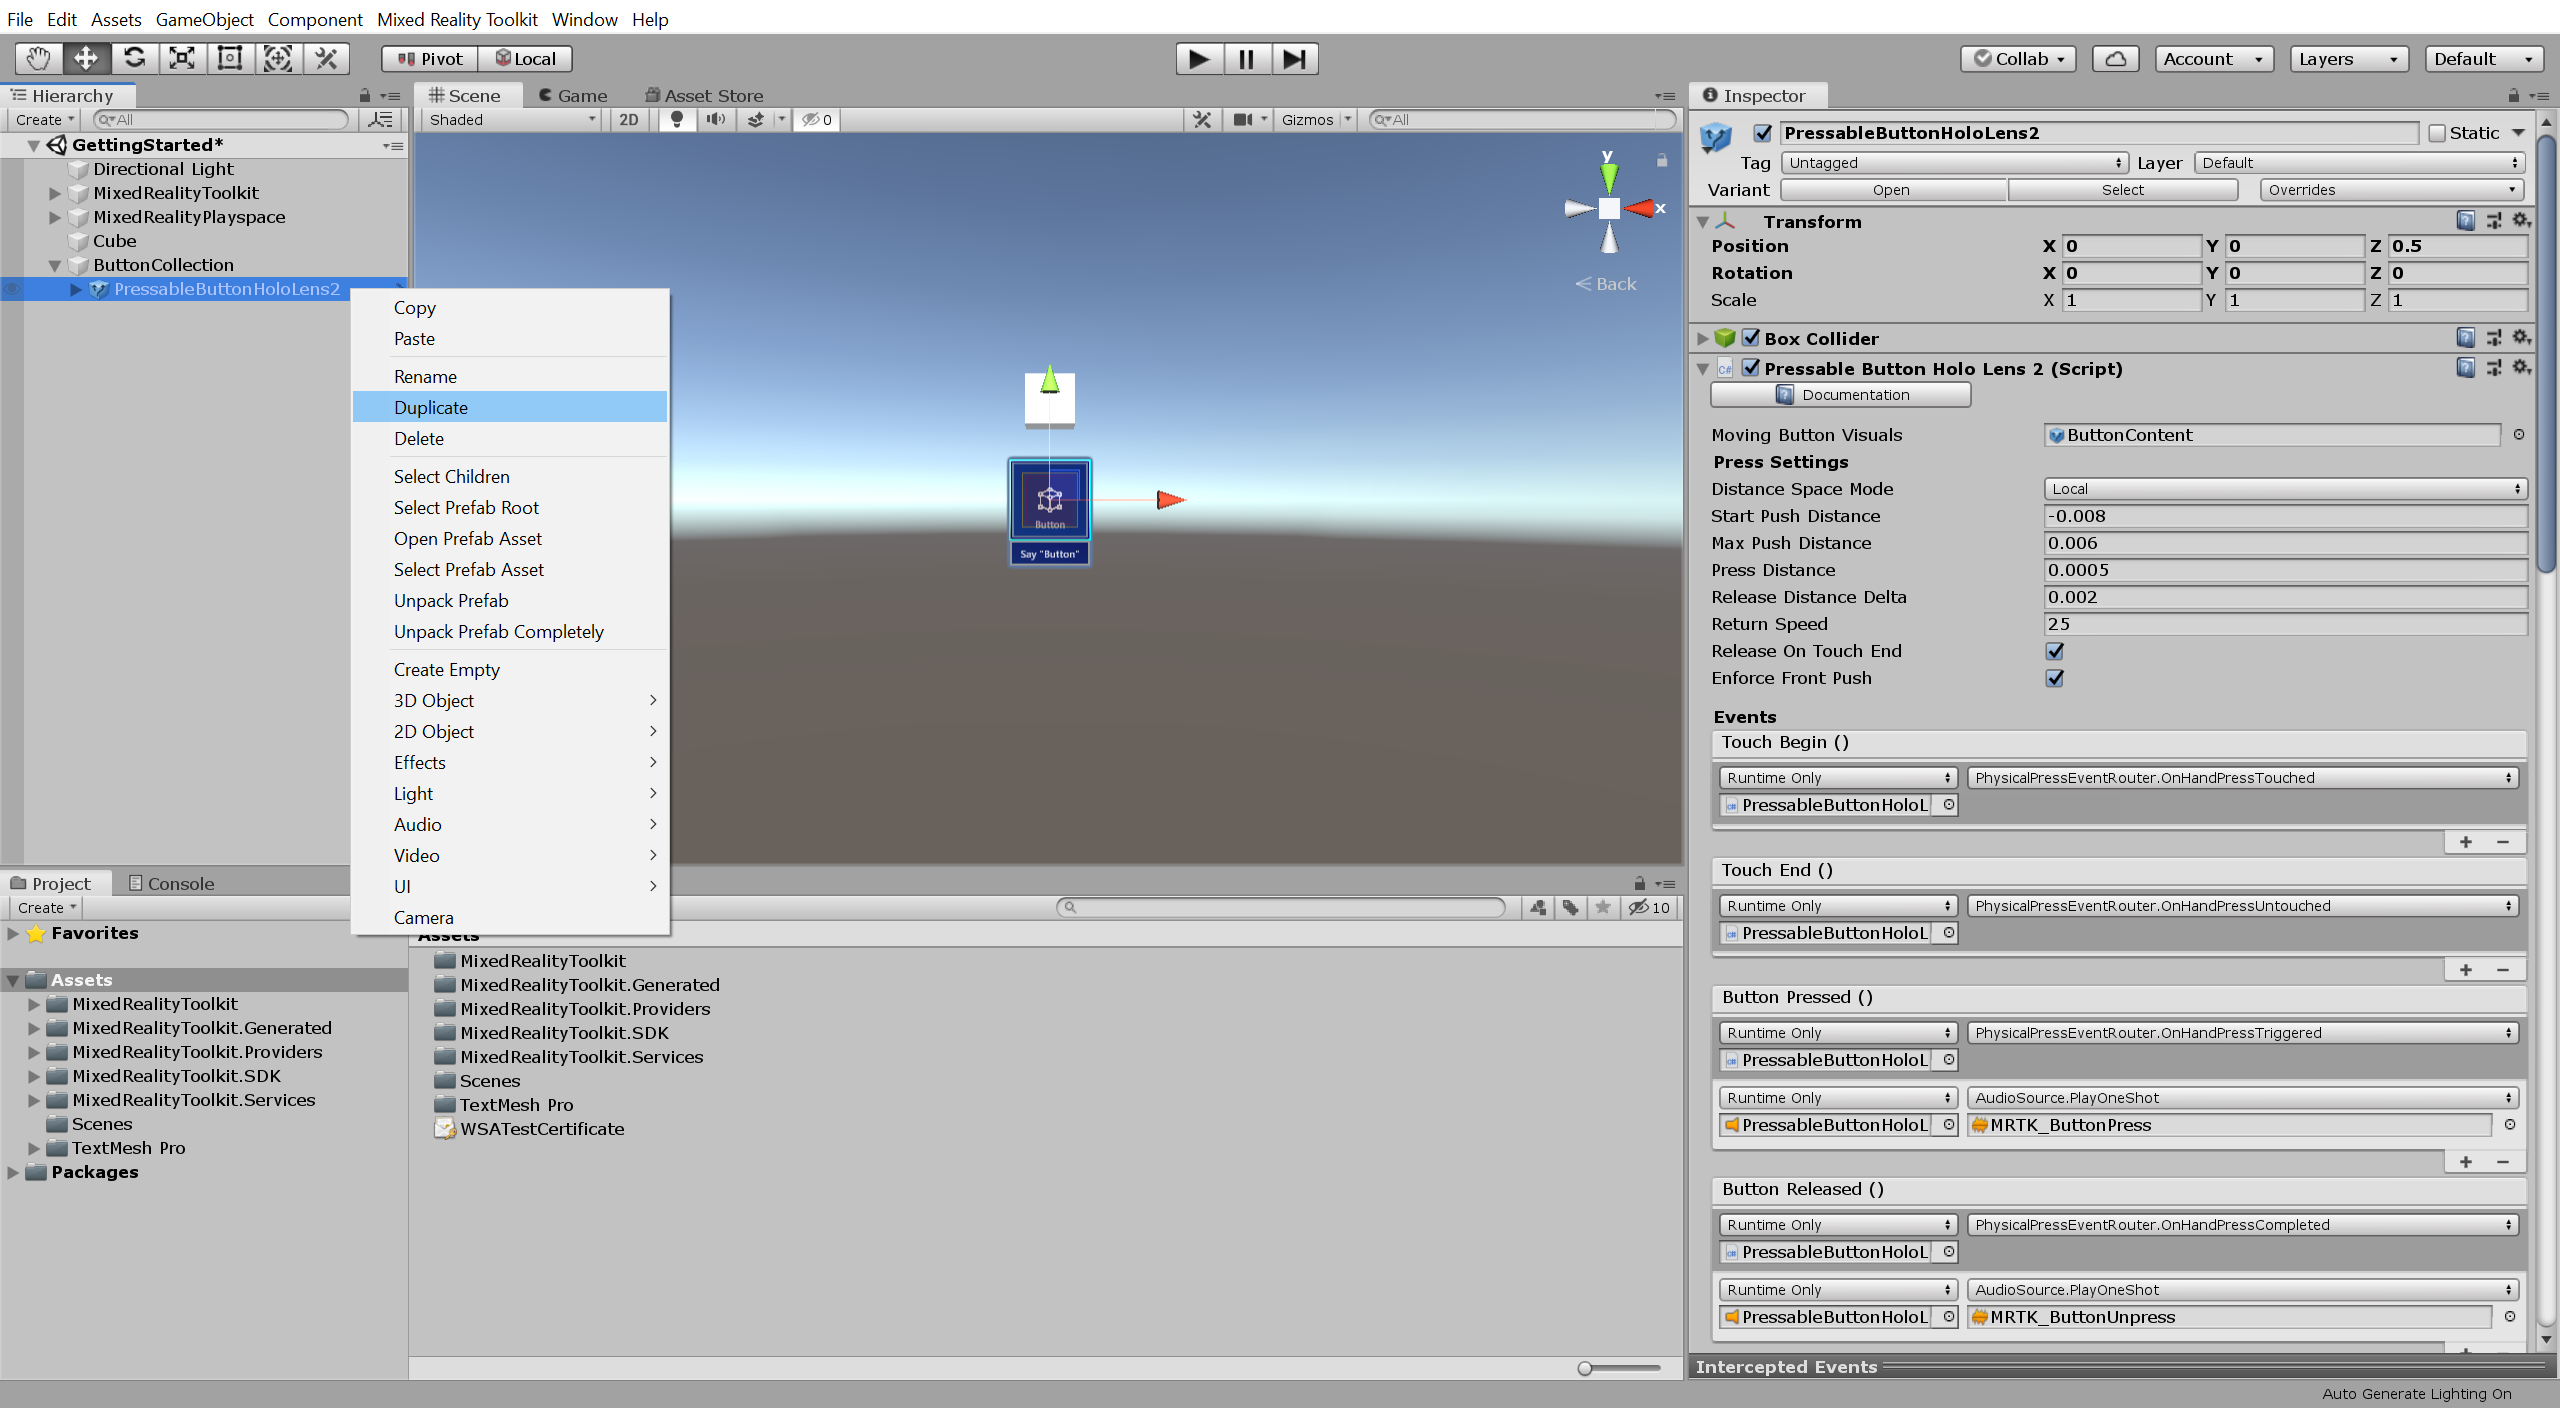 File Edit Assets GameObject Component Mixed Reality Toolkit Window Help
Pivot Local
Collab Account Layers Default
Hierarchy
Create All
GettingStarted*
Directional Light
MixedRealityToolkit
MixedRealityPlayspace
Cube
ButtonCollection
PressableButtonHoloLens2
Copy
Paste
Rename
Duplicate
Delete
Select Children
Select Prefab Root
Open Prefab Asset
Select Prefab Asset
Unpack Prefab
Unpack Prefab Completely
Create Empty
3D Object
2D Object
Effects
Light
Audio
Video
UI
Camera
Scene Game Asset Store
Shaded 2D 0 Gizmos All
y
x
Back
Button
Say "Button"
Project Console
Create
10
Favorites
Assets
MixedRealityToolkit
MixedRealityToolkit.Generated
MixedRealityToolkit.Providers
MixedRealityToolkit.SDK
MixedRealityToolkit.Services
Scenes
TextMesh Pro
Packages
Assets
MixedRealityToolkit
MixedRealityToolkit.Generated
MixedRealityToolkit.Providers
MixedRealityToolkit.SDK
MixedRealityToolkit.Services
Scenes
TextMesh Pro
WSATestCertificate
Inspector
PressableButtonHoloLens2 Static
Tag Untagged Layer Default
Variant Open Select Overrides
Transform
Position X 0 Y 0 Z 0.5
Rotation X 0 Y 0 Z 0
Scale X 1 Y 1 Z 1
Box Collider
Pressable Button Holo Lens 2 (Script)
Documentation
Moving Button Visuals ButtonContent
Press Settings
Distance Space Mode Local
Start Push Distance -0.008
Max Push Distance 0.006
Press Distance 0.0005
Release Distance Delta 0.002
Return Speed 25
Release On Touch End
Enforce Front Push
Events
Touch Begin ()
Runtime Only PhysicalPressEventRouter.OnHandPressTouched
PressableButtonHoloL
+ −
Touch End ()
Runtime Only PhysicalPressEventRouter.OnHandPressUntouched
PressableButtonHoloL
+ −
Button Pressed ()
Runtime Only PhysicalPressEventRouter.OnHandPressTriggered
PressableButtonHoloL
Runtime Only AudioSource.PlayOneShot
PressableButtonHoloL MRTK_ButtonPress
+ −
Button Released ()
Runtime Only PhysicalPressEventRouter.OnHandPressCompleted
PressableButtonHoloL
Runtime Only AudioSource.PlayOneShot
PressableButtonHoloL MRTK_ButtonUnpress
Intercepted Events
Auto Generate Lighting On